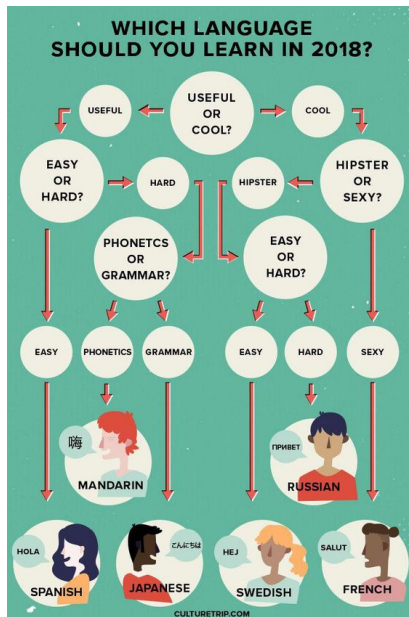 WHICH LANGUAGE
SHOULD YOU LEARN IN 2018?
USEFUL
USEFUL
OR
COOL?
COOL
EASY
OR
HARD?
HARD
HIPSTER
HIPSTER
OR
SEXY?
PHONETCS
OR
GRAMMAR?
EASY
OR
HARD?
EASY
PHONETICS
GRAMMAR
EASY
HARD
SEXY
嗨
MANDARIN
ПРИВЕТ
RUSSIAN
HOLA
SPANISH
こんにちは
JAPANESE
HEJ
SWEDISH
SALUT
FRENCH
CULTURETRIP.COM